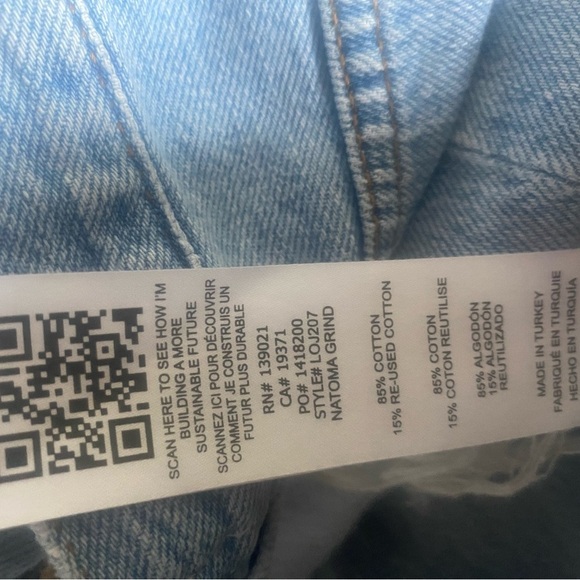 SCAN HERE TO SEE HOW I'M
BUILDING A MORE
SUSTAINABLE FUTURE
SCANNEZ ICI POUR DÉCOUVRIR
COMMENT JE CONSTRUIS UN
FUTUR PLUS DURABLE
RN# 139021
CA# 19371
PO# 1418200
STYLE# LOJ207
NATOMA GRIND
85% COTTON
15% RE-USED COTTON
85% COTON
15% COTON REUTILISE
85% ALGODÓN
15% ALGODÓN
REUTILIZADO
MADE IN TURKEY
FABRIQUÉ EN TURQUIE
HECHO EN TURQUÍA